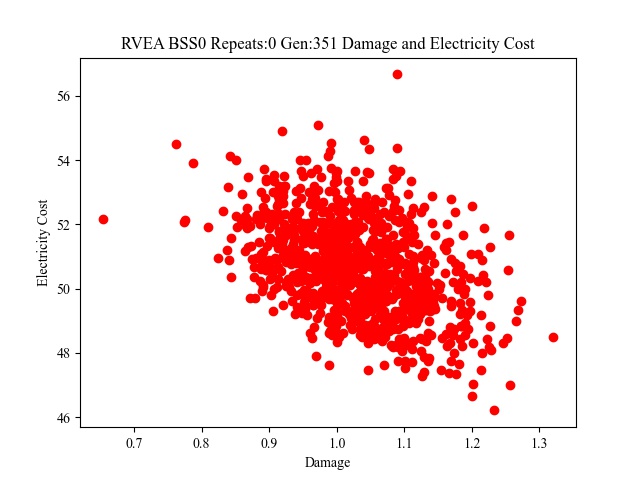 RVEA BSS0 Repeats:0 Gen:351 Damage and Electricity Cost
Electricity Cost
56
54
52
50
48
46
0.7 0.8 0.9 1.0 1.1 1.2 1.3
Damage